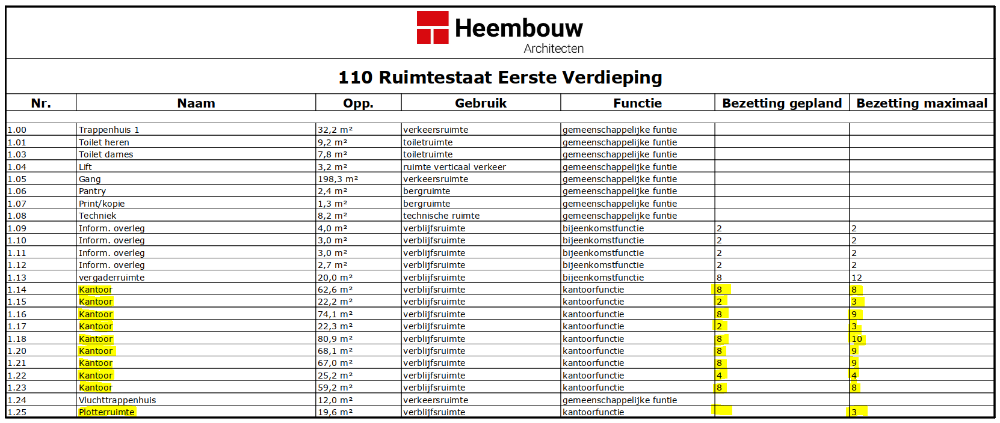 Heembouw
Architecten
110 Ruimtestaat Eerste Verdieping
Nr. Naam Opp. Gebruik Functie Bezetting gepland Bezetting maximaal
1.00 Trappenhuis 1 32,2 m² verkeersruimte gemeenschappelijke funtie
1.01 Toilet heren 9,2 m² toiletruimte gemeenschappelijke funtie
1.03 Toilet dames 7,8 m² toiletruimte gemeenschappelijke funtie
1.04 Lift 3,2 m² ruimte verticaal verkeer gemeenschappelijke funtie
1.05 Gang 198,3 m² verkeersruimte gemeenschappelijke funtie
1.06 Pantry 2,4 m² bergruimte gemeenschappelijke funtie
1.07 Print/kopie 1,3 m² bergruimte gemeenschappelijke funtie
1.08 Techniek 8,2 m² technische ruimte gemeenschappelijke funtie
1.09 Inform. overleg 4,0 m² verblijfsruimte bijeenkomstfunctie 2 2
1.10 Inform. overleg 3,0 m² verblijfsruimte bijeenkomstfunctie 2 2
1.11 Inform. overleg 3,0 m² verblijfsruimte bijeenkomstfunctie 2 2
1.12 Inform. overleg 2,7 m² verblijfsruimte bijeenkomstfunctie 2 2
1.13 vergaderruimte 20,0 m² verblijfsruimte bijeenkomstfunctie 8 12
1.14 Kantoor 62,6 m² verblijfsruimte kantoorfunctie 8 8
1.15 Kantoor 22,2 m² verblijfsruimte kantoorfunctie 2 3
1.16 Kantoor 74,1 m² verblijfsruimte kantoorfunctie 8 9
1.17 Kantoor 22,3 m² verblijfsruimte kantoorfunctie 2 3
1.18 Kantoor 80,9 m² verblijfsruimte kantoorfunctie 8 10
1.20 Kantoor 68,1 m² verblijfsruimte kantoorfunctie 8 9
1.21 Kantoor 67,0 m² verblijfsruimte kantoorfunctie 8 9
1.22 Kantoor 25,2 m² verblijfsruimte kantoorfunctie 4 4
1.23 Kantoor 59,2 m² verblijfsruimte kantoorfunctie 8 8
1.24 Vluchttrappenhuis 12,0 m² verkeersruimte gemeenschappelijke funtie
1.25 Plotterruimte 19,6 m² verblijfsruimte kantoorfunctie 3